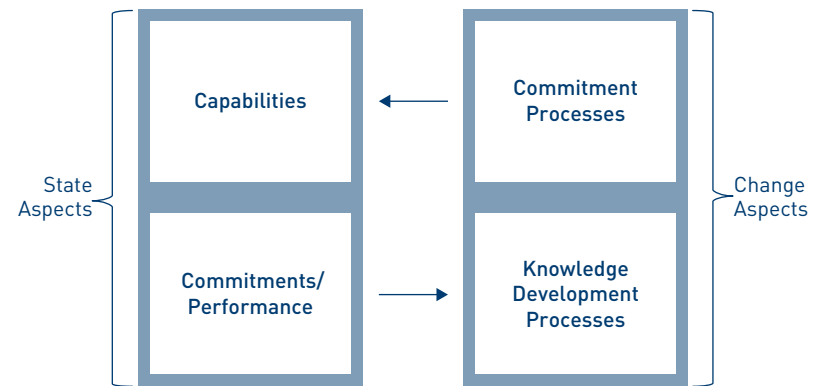 Capabilities
Commitment
Processes
State
Aspects
Change
Aspects
Commitments/
Performance
Knowledge
Development
Processes